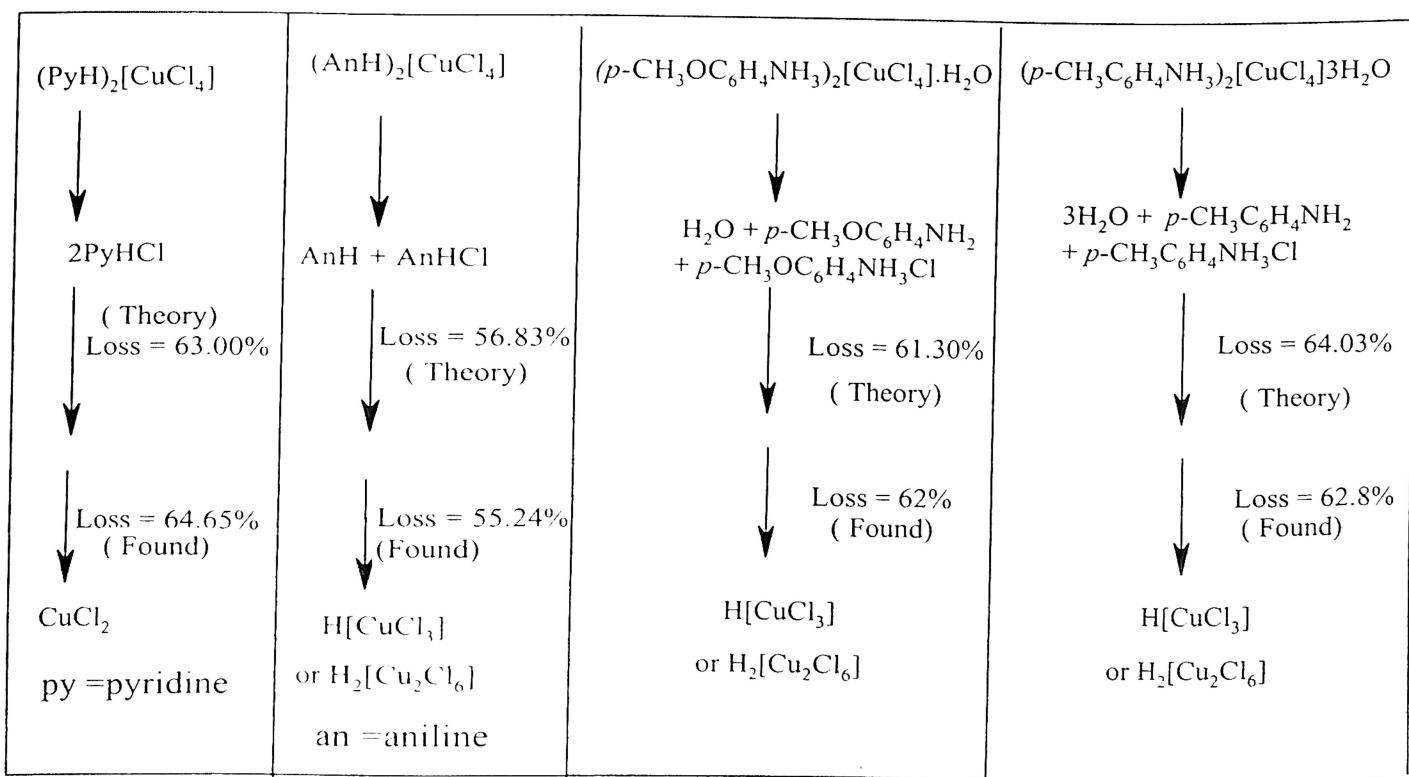 (PyH)₂[CuCl₄]
2PyHCl
( Theory)
Loss = 63.00%
Loss = 64.65%
( Found)
CuCl₂
py =pyridine
(AnH)₂[CuCl₄]
AnH + AnHCl
Loss = 56.83%
( Theory)
Loss = 55.24%
(Found)
H[CuCl₃]
or H₂[Cu₂Cl₆]
an =aniline
(p-CH₃OC₆H₄NH₃)₂[CuCl₄].H₂O
H₂O + p-CH₃OC₆H₄NH₂
+ p-CH₃OC₆H₄NH₃Cl
Loss = 61.30%
( Theory)
Loss = 62%
( Found)
H[CuCl₃]
or H₂[Cu₂Cl₆]
(p-CH₃C₆H₄NH₃)₂[CuCl₄]3H₂O
3H₂O + p-CH₃C₆H₄NH₂
+ p-CH₃C₆H₄NH₃Cl
Loss = 64.03%
( Theory)
Loss = 62.8%
( Found)
H[CuCl₃]
or H₂[Cu₂Cl₆]